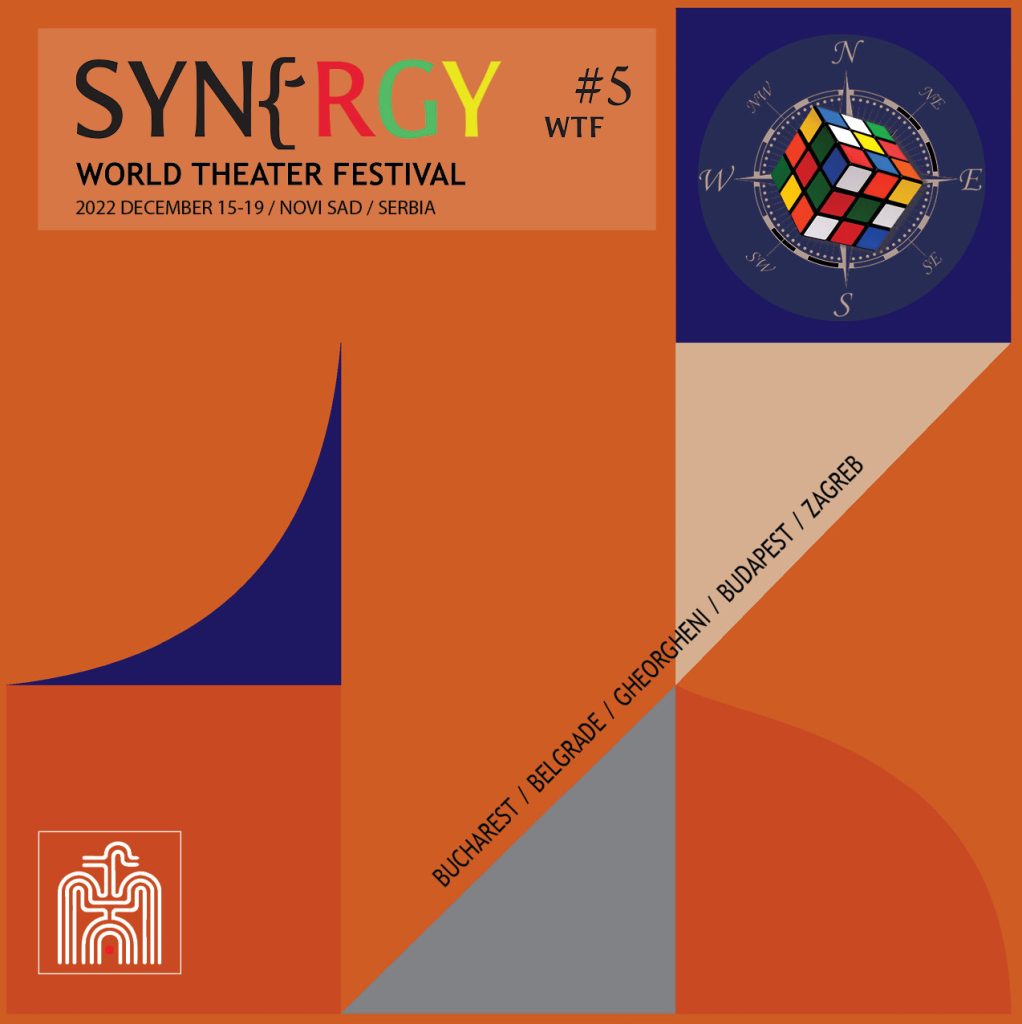 SYN{RGY
#5
WTF
WORLD THEATER FESTIVAL
2022 DECEMBER 15-19 / NOVI SAD / SERBIA
N
NW
NE
W
E
SW
SE
S
BUCHAREST / BELGRADE / GHEORGHENI / BUDAPEST / ZAGREB